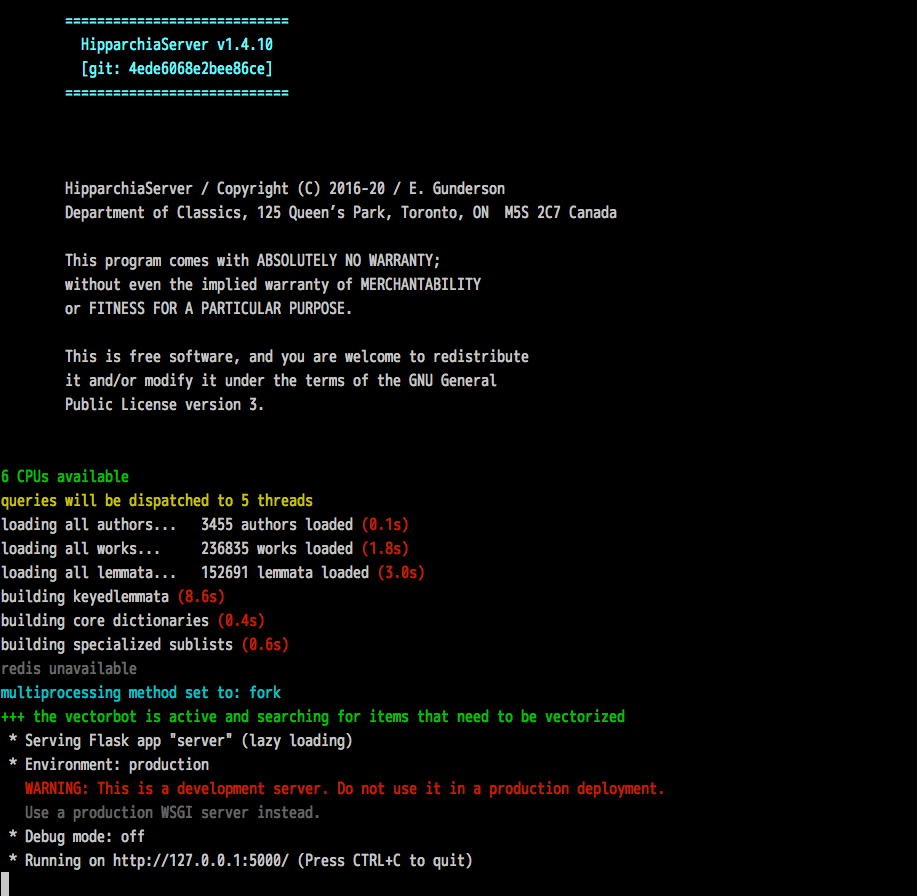 ============================
HipparchiaServer v1.4.10
[git: 4ede6068e2bee86ce]
============================
HipparchiaServer / Copyright (C) 2016-20 / E. Gunderson
Department of Classics, 125 Queen’s Park, Toronto, ON  M5S 2C7 Canada
This program comes with ABSOLUTELY NO WARRANTY;
without even the implied warranty of MERCHANTABILITY
or FITNESS FOR A PARTICULAR PURPOSE.
This is free software, and you are welcome to redistribute
it and/or modify it under the terms of the GNU General
Public License version 3.
6 CPUs available
queries will be dispatched to 5 threads
loading all authors...   3455 authors loaded (0.1s)
loading all works...     236835 works loaded (1.8s)
loading all lemmata...   152691 lemmata loaded (3.0s)
building keyedlemmata (8.6s)
building core dictionaries (0.4s)
building specialized sublists (0.6s)
redis unavailable
multiprocessing method set to: fork
+++ the vectorbot is active and searching for items that need to be vectorized
 * Serving Flask app "server" (lazy loading)
 * Environment: production
   WARNING: This is a development server. Do not use it in a production deployment.
   Use a production WSGI server instead.
 * Debug mode: off
 * Running on http://127.0.0.1:5000/ (Press CTRL+C to quit)